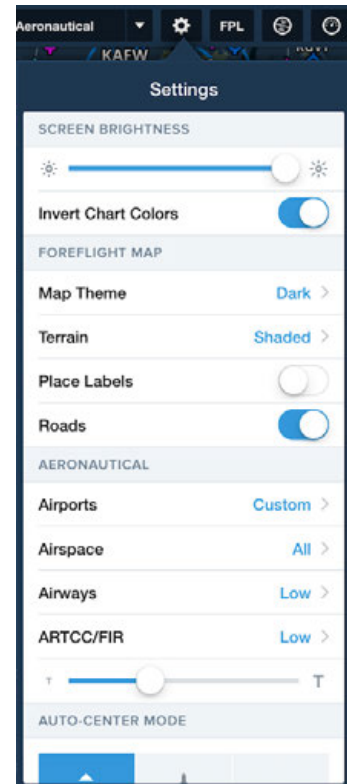 Aeronautical FPL
KAFW
Settings
SCREEN BRIGHTNESS
Invert Chart Colors
FOREFLIGHT MAP
Map Theme Dark >
Terrain Shaded >
Place Labels
Roads
AERONAUTICAL
Airports Custom >
Airspace All >
Airways Low >
ARTCC/FIR Low >
T T
AUTO-CENTER MODE